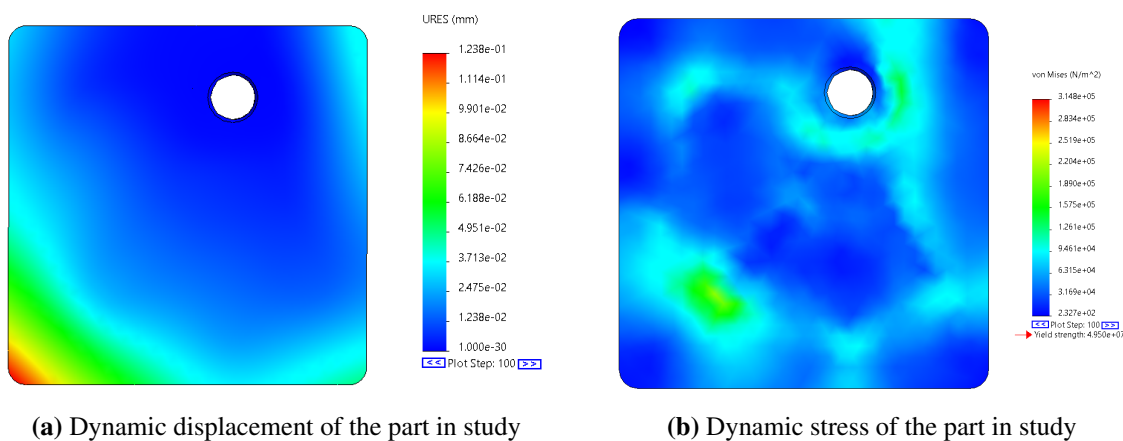 URES (mm)
1.238e-01
1.114e-01
9.901e-02
8.664e-02
7.426e-02
6.188e-02
4.951e-02
3.713e-02
2.475e-02
1.238e-02
1.000e-30
<< Plot Step: 100 >>
(a) Dynamic displacement of the part in study
von Mises (N/m^2)
3.148e+05
2.834e+05
2.519e+05
2.204e+05
1.890e+05
1.575e+05
1.261e+05
9.461e+04
6.315e+04
3.169e+04
2.327e+02
<< Plot Step: 100 >>
Yield strength: 4.950e+07
(b) Dynamic stress of the part in study